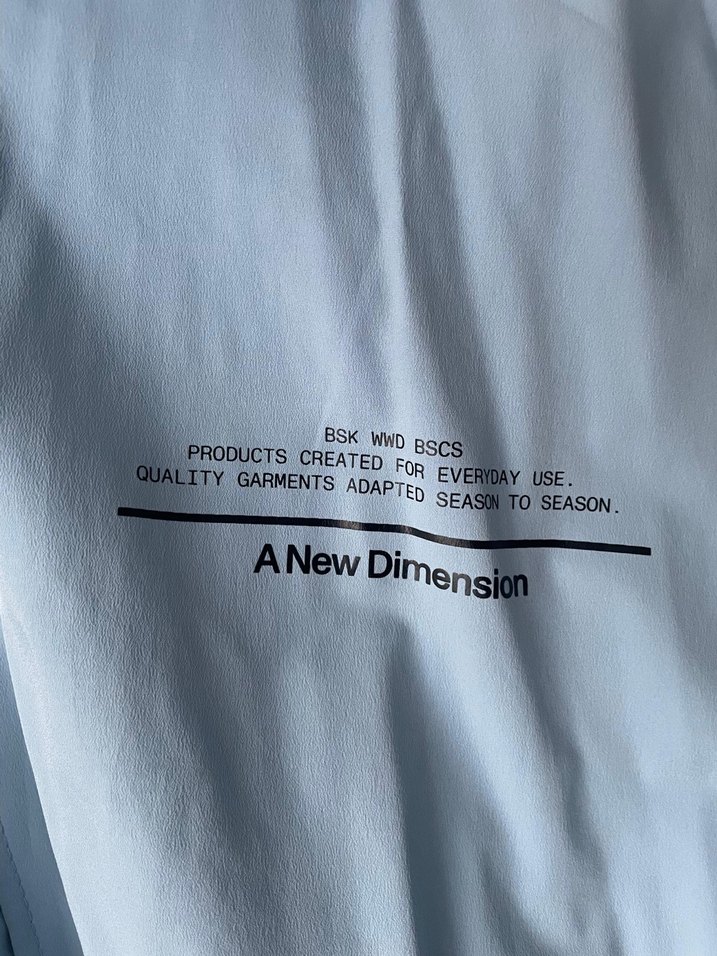 BSK WWD BSCS
PRODUCTS CREATED FOR EVERYDAY USE.
QUALITY GARMENTS ADAPTED SEASON TO SEASON.
A New Dimension